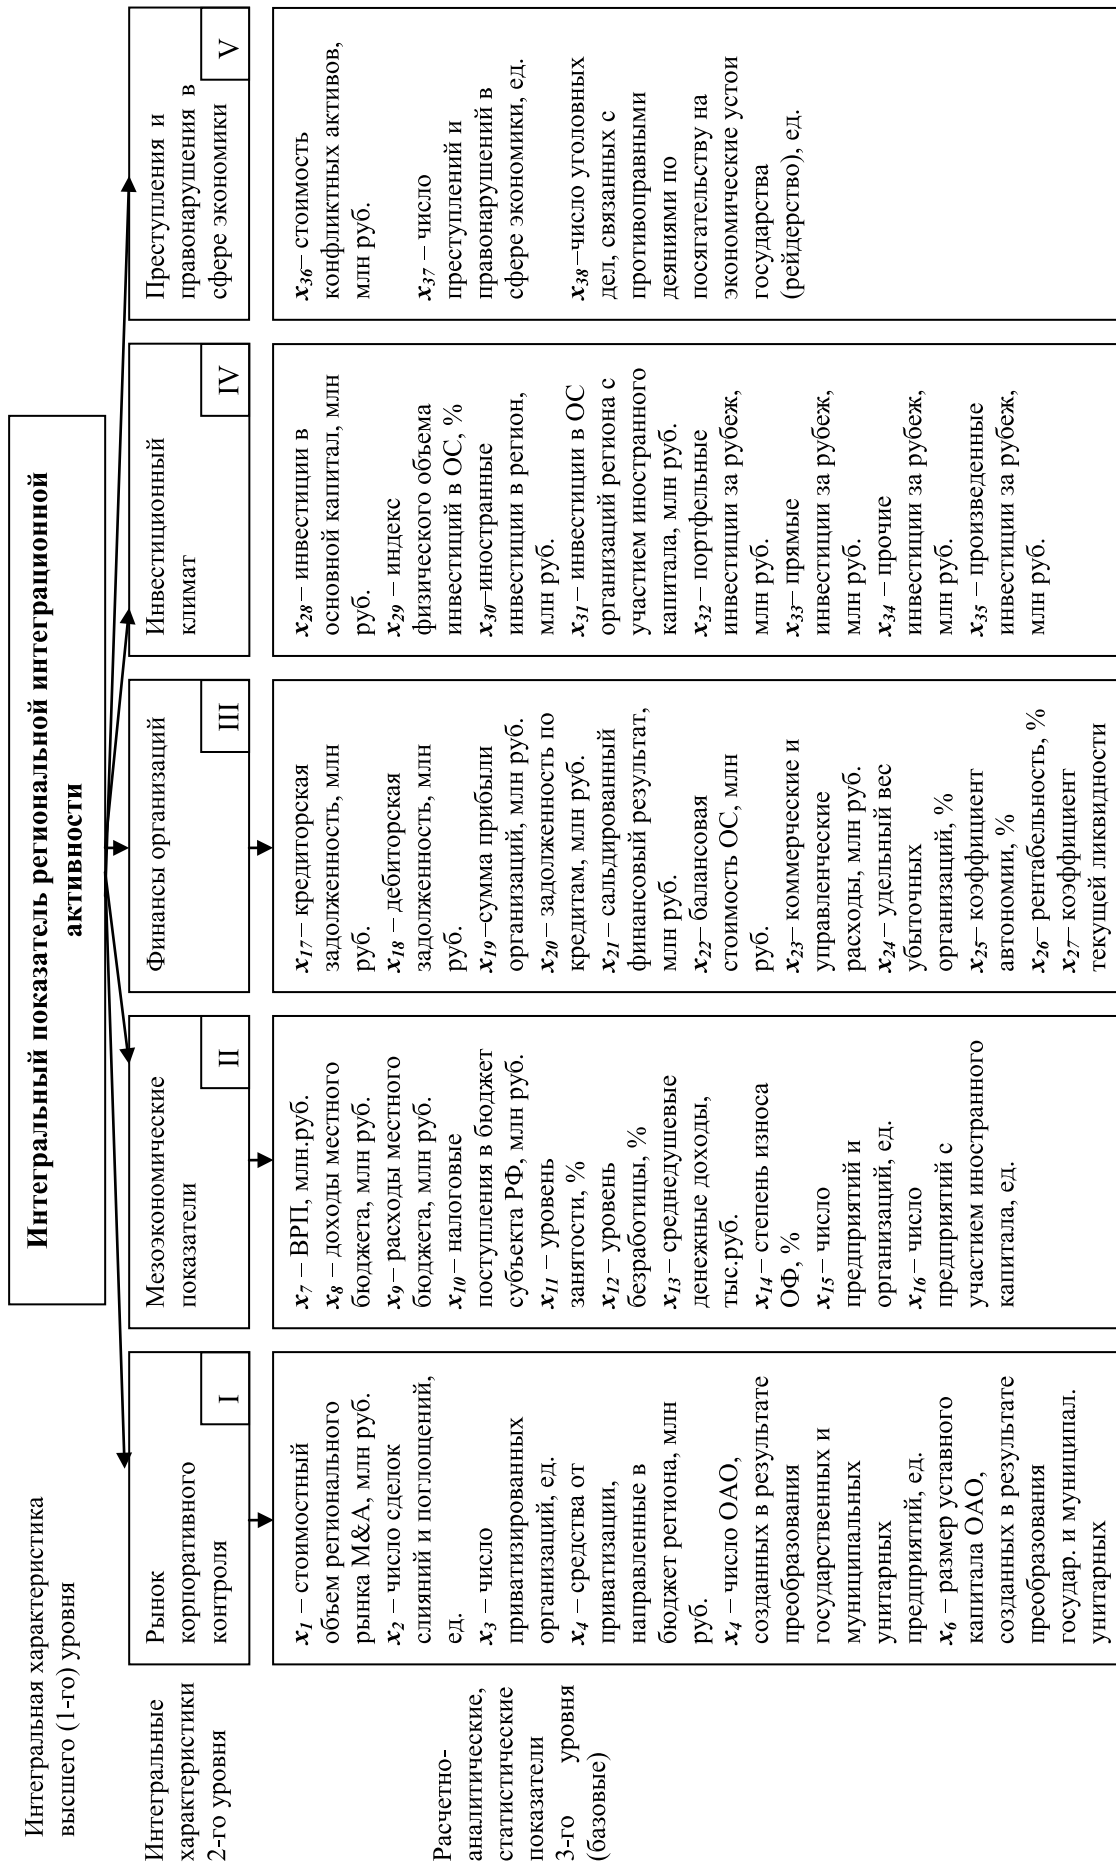 Интегральная характеристика
высшего (1-го) уровня
Интегральный показатель региональной интеграционной
активности
Интегральные
характеристики
2-го уровня
Рынок
корпоративного
контроля
I
Мезоэкономические
показатели
II
Финансы организаций
III
Инвестиционный
климат
IV
Преступления и
правонарушения в
сфере экономики
V
Расчетно-
аналитические,
статистические
показатели
3-го уровня
(базовые)
x1 – стоимостный
объем регионального
рынка M&A, млн руб.
x2 – число сделок
слияний и поглощений,
ед.
x3 – число
приватизированных
организаций, ед.
x4 – средства от
приватизации,
направленные в
бюджет региона, млн
руб.
x4 – число ОАО,
созданных в результате
преобразования
государственных и
муниципальных
унитарных
предприятий, ед.
x6 – размер уставного
капитала ОАО,
созданных в результате
преобразования
государ. и муниципал.
унитарных
x7 – ВРП, млн.руб.
x8 – доходы местного
бюджета, млн руб.
x9 – расходы местного
бюджета, млн руб.
x10 – налоговые
поступления в бюджет
субъекта РФ, млн руб.
x11 – уровень
занятости, %
x12 – уровень
безработицы, %
x13 – среднедушевые
денежные доходы,
тыс.руб.
x14 – степень износа
ОФ, %
x15 – число
предприятий и
организаций, ед.
x16 – число
предприятий с
участием иностранного
капитала, ед.
x17 – кредиторская
задолженность, млн
руб.
x18 – дебиторская
задолженность, млн
руб.
x19 –сумма прибыли
организаций, млн руб.
x20 – задолженность по
кредитам, млн руб.
x21 – сальдированный
финансовый результат,
млн руб.
x22 – балансовая
стоимость ОС, млн
руб.
x23 – коммерческие и
управленческие
расходы, млн руб.
x24 – удельный вес
убыточных
организаций, %
x25 – коэффициент
автономии, %
x26 – рентабельность, %
x27 – коэффициент
текущей ликвидности
x28 – инвестиции в
основной капитал, млн
руб.
x29 – индекс
физического объема
инвестиций в ОС, %
x30 –иностранные
инвестиции в регион,
млн руб.
x31 – инвестиции в ОС
организаций региона с
участием иностранного
капитала, млн руб.
x32 – портфельные
инвестиции за рубеж,
млн руб.
x33 – прямые
инвестиции за рубеж,
млн руб.
x34 – прочие
инвестиции за рубеж,
млн руб.
x35 – произведенные
инвестиции за рубеж,
млн руб.
x36 – стоимость
конфликтных активов,
млн руб.
x37 – число
преступлений и
правонарушений в
сфере экономики, ед.
x38 –число уголовных
дел, связанных с
противоправными
деяниями по
посягательству на
экономические устои
государства
(рейдерство), ед.